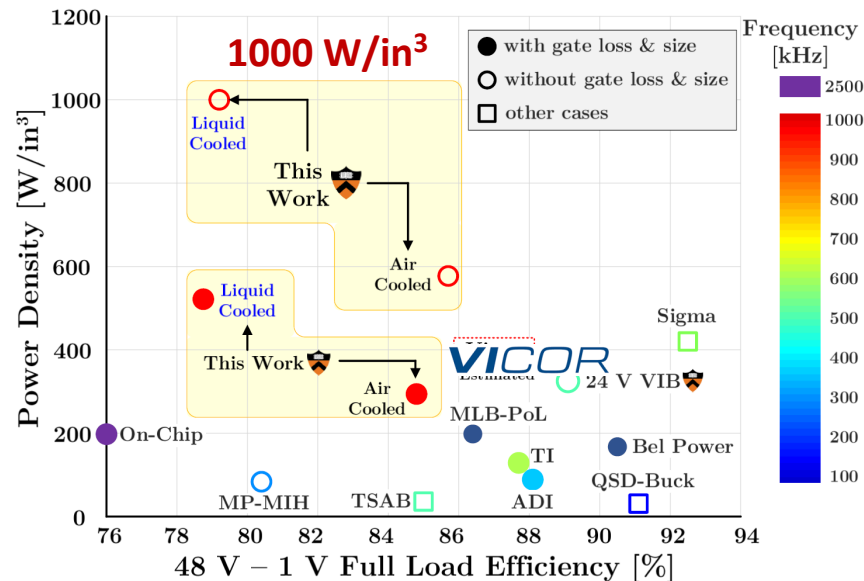 1000 W/in³
with gate loss & size
without gate loss & size
other cases
Frequency
[kHz]
2500
1000
900
800
700
600
500
400
300
200
100
Power Density [W/in³]
1200
1000
800
600
400
200
0
Liquid
Cooled
This
Work
Air
Cooled
Liquid
Cooled
This Work
Air
Cooled
VICOR
Estimated
Sigma
24 V VIB
MLB-PoL
On-Chip
TI
Bel Power
MP-MIH
TSAB
ADI
QSD-Buck
76 78 80 82 84 86 88 90 92 94
48 V – 1 V Full Load Efficiency [%]